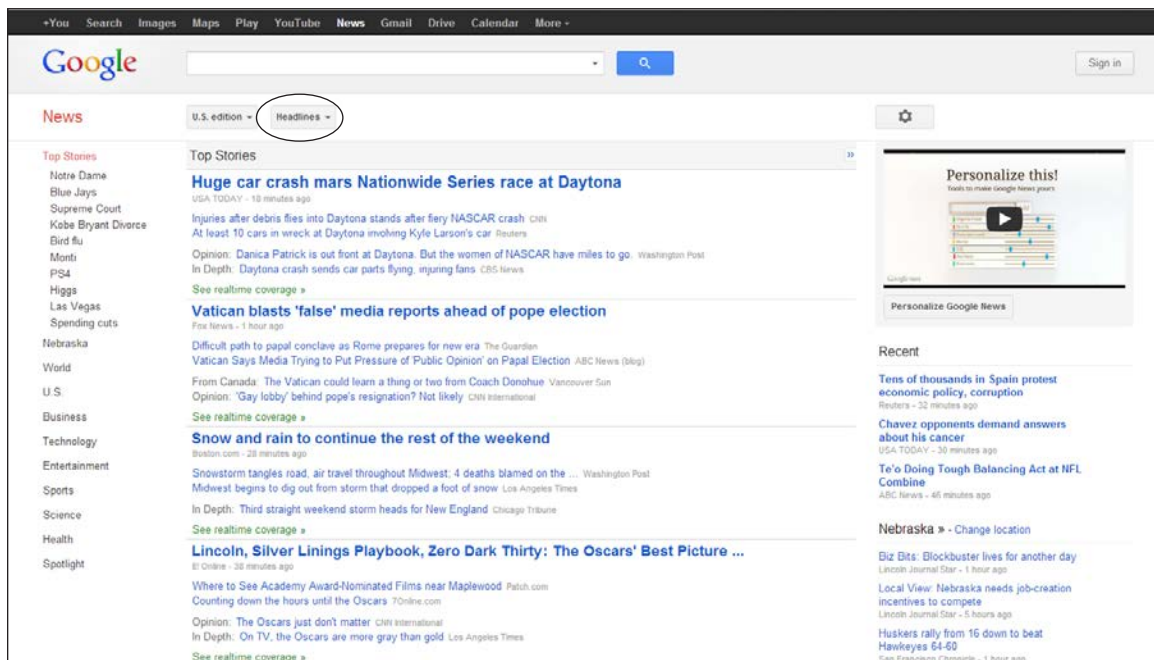 +You Search Images Maps Play YouTube News Gmail Drive Calendar More
Google
Sign in
News
U.S. edition
Headlines
Top Stories
Notre Dame
Blue Jays
Supreme Court
Kobe Bryant Divorce
Bird flu
Monti
PS4
Higgs
Las Vegas
Spending cuts
Nebraska
World
U.S.
Business
Technology
Entertainment
Sports
Science
Health
Spotlight
Top Stories »
Huge car crash mars Nationwide Series race at Daytona
USA TODAY - 10 minutes ago
Injuries after debris flies into Daytona stands after fiery NASCAR crash CNN
At least 10 cars in wreck at Daytona involving Kyle Larson's car Reuters
Opinion: Danica Patrick is out front at Daytona. But the women of NASCAR have miles to go. Washington Post
In Depth: Daytona crash sends car parts flying, injuring fans CBS News
See realtime coverage »
Vatican blasts 'false' media reports ahead of pope election
Fox News - 1 hour ago
Difficult path to papal conclave as Rome prepares for new era The Guardian
Vatican Says Media Trying to Put Pressure of 'Public Opinion' on Papal Election ABC News (blog)
From Canada: The Vatican could learn a thing or two from Coach Donohue Vancouver Sun
Opinion: 'Gay lobby' behind pope's resignation? Not likely CNN International
See realtime coverage »
Snow and rain to continue the rest of the weekend
Boston.com - 28 minutes ago
Snowstorm tangles road, air travel throughout Midwest; 4 deaths blamed on the ... Washington Post
Midwest begins to dig out from storm that dropped a foot of snow Los Angeles Times
In Depth: Third straight weekend storm heads for New England Chicago Tribune
See realtime coverage »
Lincoln, Silver Linings Playbook, Zero Dark Thirty: The Oscars' Best Picture ...
E! Online - 38 minutes ago
Where to See Academy Award-Nominated Films near Maplewood Patch.com
Counting down the hours until the Oscars 7Online.com
Opinion: The Oscars just don't matter CNN International
In Depth: On TV, the Oscars are more gray than gold Los Angeles Times
See realtime coverage »
Personalize this!
Tools to make Google News yours
Google news
Personalize Google News
Recent
Tens of thousands in Spain protest
economic policy, corruption
Reuters - 32 minutes ago
Chavez opponents demand answers
about his cancer
USA TODAY - 30 minutes ago
Te'o Doing Tough Balancing Act at NFL
Combine
ABC News - 46 minutes ago
Nebraska » - Change location
Biz Bits: Blockbuster lives for another day
Lincoln Journal Star - 1 hour ago
Local View: Nebraska needs job-creation
incentives to compete
Lincoln Journal Star - 5 hours ago
Huskers rally from 16 down to beat
Hawkeyes 64-60
San Francisco Chronicle - 1 hour ago